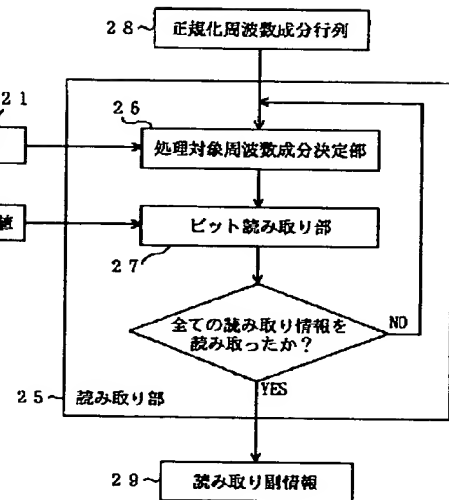 28
正規化周波数成分行列
21
26
処理対象周波数成分決定部
値
ビット読み取り部
27
全ての読み取り情報を
読み取ったか?
NO
YES
25
読み取り部
29
読み取り副情報